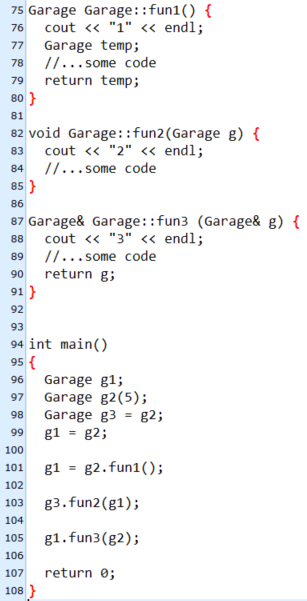 75 Garage Garage::fun1() {
76   cout << "1" << endl;
77   Garage temp;
78   //...some code
79   return temp;
80 }
81
82 void Garage::fun2(Garage g) {
83   cout << "2" << endl;
84   //...some code
85 }
86
87 Garage& Garage::fun3 (Garage& g) {
88   cout << "3" << endl;
89   //...some code
90   return g;
91 }
92
93
94 int main()
95 {
96   Garage g1;
97   Garage g2(5);
98   Garage g3 = g2;
99   g1 = g2;
100
101   g1 = g2.fun1();
102
103   g3.fun2(g1);
104
105   g1.fun3(g2);
106
107   return 0;
108 }